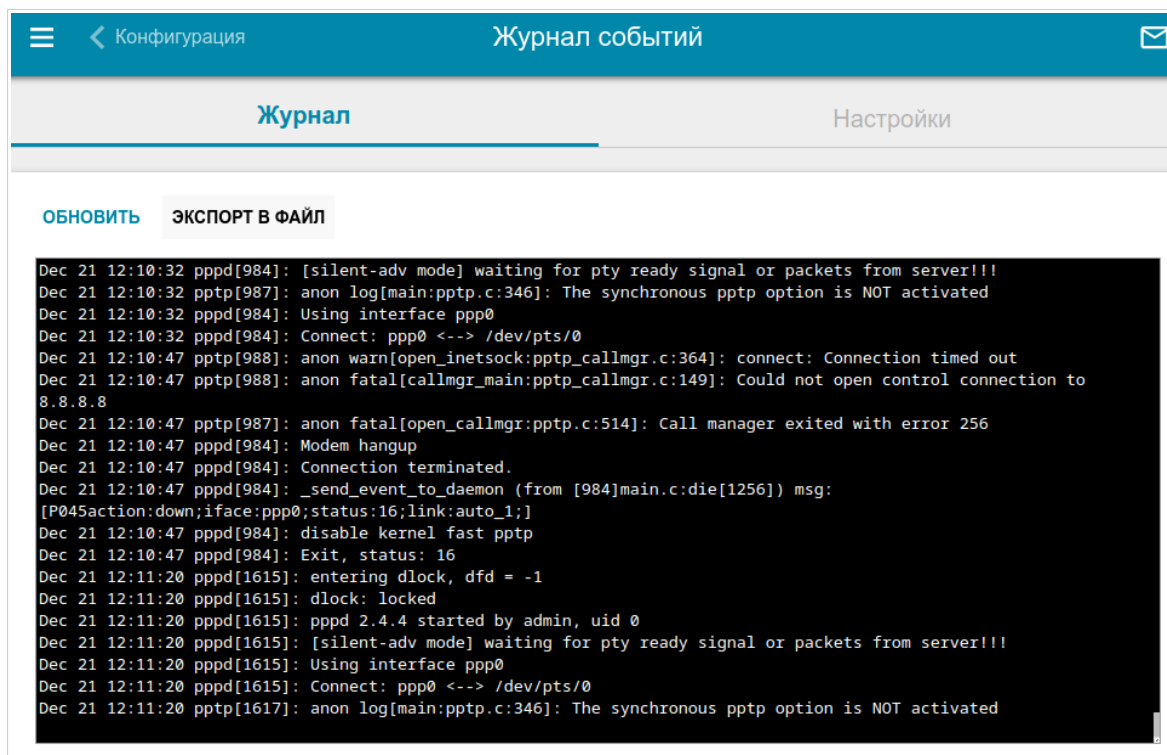 Конфигурация
Журнал событий
Журнал
Настройки
ОБНОВИТЬ
ЭКСПОРТ В ФАЙЛ
Dec 21 12:10:32 pppd[984]: [silent-adv mode] waiting for pty ready signal or packets from server!!!
Dec 21 12:10:32 pptp[987]: anon log[main:pptp.c:346]: The synchronous pptp option is NOT activated
Dec 21 12:10:32 pppd[984]: Using interface ppp0
Dec 21 12:10:32 pppd[984]: Connect: ppp0 <--> /dev/pts/0
Dec 21 12:10:47 pptp[988]: anon warn[open_inetsock:pptp_callmgr.c:364]: connect: Connection timed out
Dec 21 12:10:47 pptp[988]: anon fatal[callmgr_main:pptp_callmgr.c:149]: Could not open control connection to
8.8.8.8
Dec 21 12:10:47 pptp[987]: anon fatal[open_callmgr:pptp.c:514]: Call manager exited with error 256
Dec 21 12:10:47 pppd[984]: Modem hangup
Dec 21 12:10:47 pppd[984]: Connection terminated.
Dec 21 12:10:47 pppd[984]: _send_event_to_daemon (from [984]main.c:die[1256]) msg:
[P045action:down;iface:ppp0;status:16;link:auto_1;]
Dec 21 12:10:47 pppd[984]: disable kernel fast pptp
Dec 21 12:10:47 pppd[984]: Exit, status: 16
Dec 21 12:11:20 pppd[1615]: entering dlock, dfd = -1
Dec 21 12:11:20 pppd[1615]: dlock: locked
Dec 21 12:11:20 pppd[1615]: pppd 2.4.4 started by admin, uid 0
Dec 21 12:11:20 pppd[1615]: [silent-adv mode] waiting for pty ready signal or packets from server!!!
Dec 21 12:11:20 pppd[1615]: Using interface ppp0
Dec 21 12:11:20 pppd[1615]: Connect: ppp0 <--> /dev/pts/0
Dec 21 12:11:20 pptp[1617]: anon log[main:pptp.c:346]: The synchronous pptp option is NOT activated